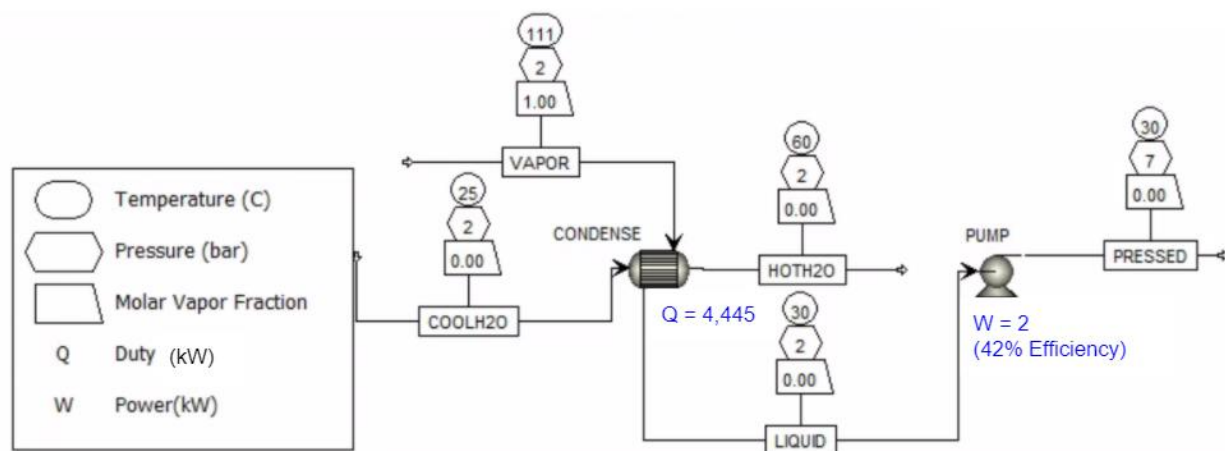 Temperature (C)
Pressure (bar)
Molar Vapor Fraction
Q Duty (kW)
W Power(kW)
111
2
1.00
VAPOR
25
2
0.00
COOLH2O
CONDENSE
Q = 4,445
60
2
0.00
HOTH2O
30
2
0.00
LIQUID
PUMP
W = 2
(42% Efficiency)
30
7
0.00
PRESSED